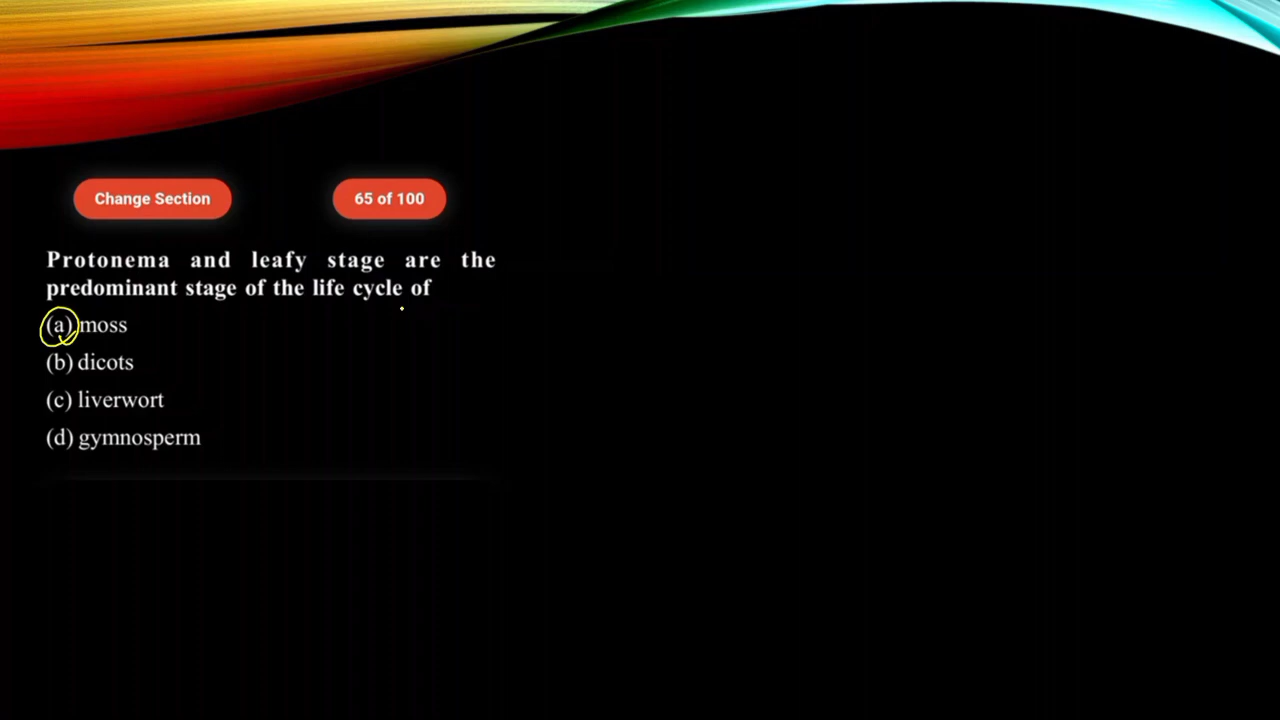 Change Section
65 of 100
Protonema and leafy stage are the
predominant stage of the life cycle of
(a) moss
(b) dicots
(c) liverwort
(d) gymnosperm